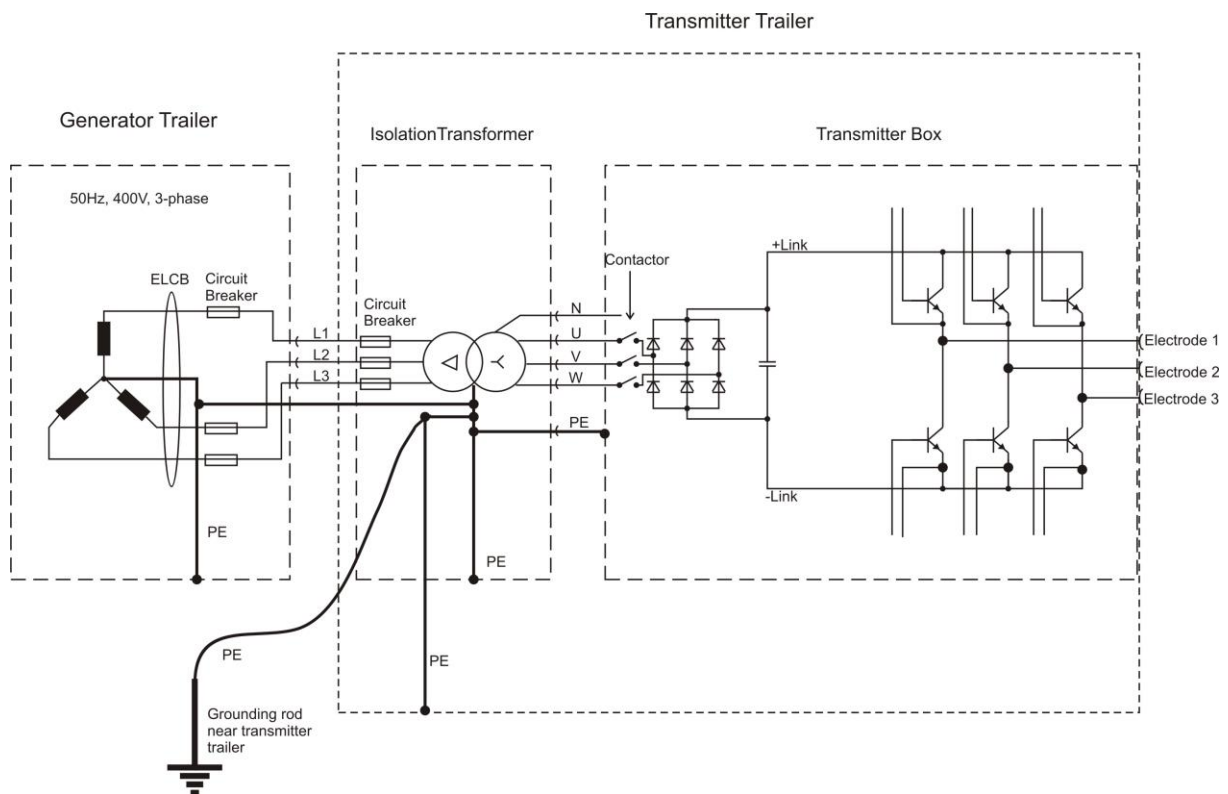 Transmitter Trailer
Generator Trailer
IsolationTransformer
Transmitter Box
50Hz, 400V, 3-phase
ELCB
Circuit
Breaker
Circuit
Breaker
L1
L2
L3
N
U
V
W
PE
Contactor
+Link
-Link
Electrode 1
Electrode 2
Electrode 3
PE
PE
PE
PE
Grounding rod
near transmitter
trailer